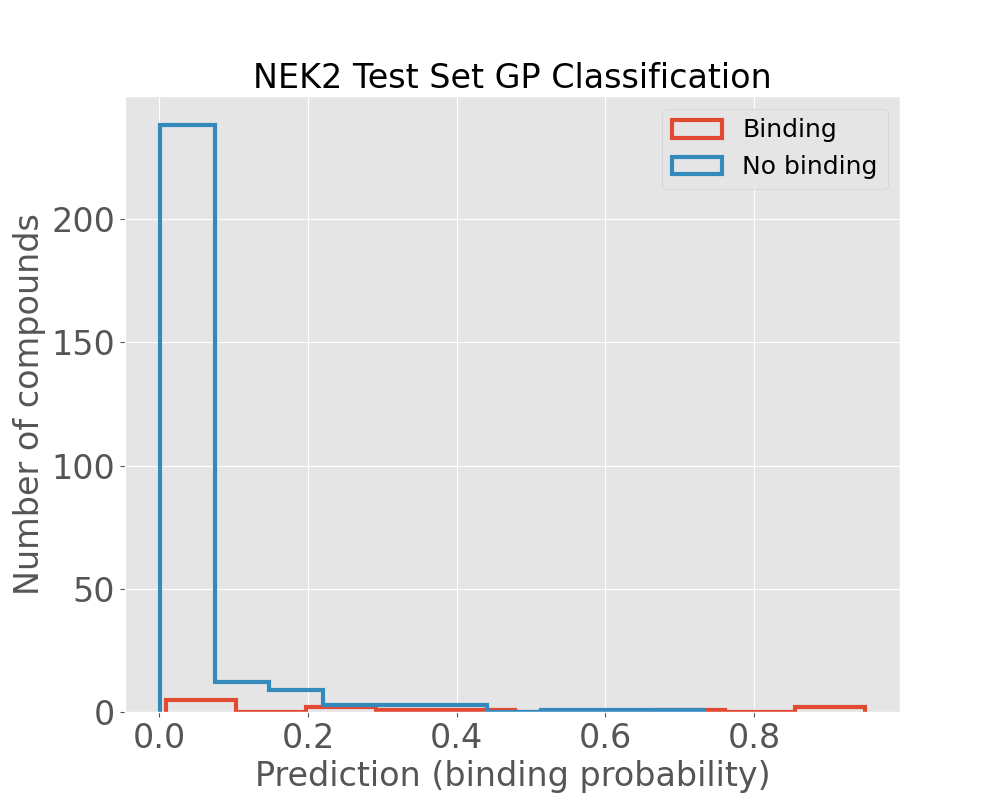 NEK2 Test Set GP Classification
Binding
No binding
Number of compounds
200
150
100
50
0
0.0 0.2 0.4 0.6 0.8
Prediction (binding probability)